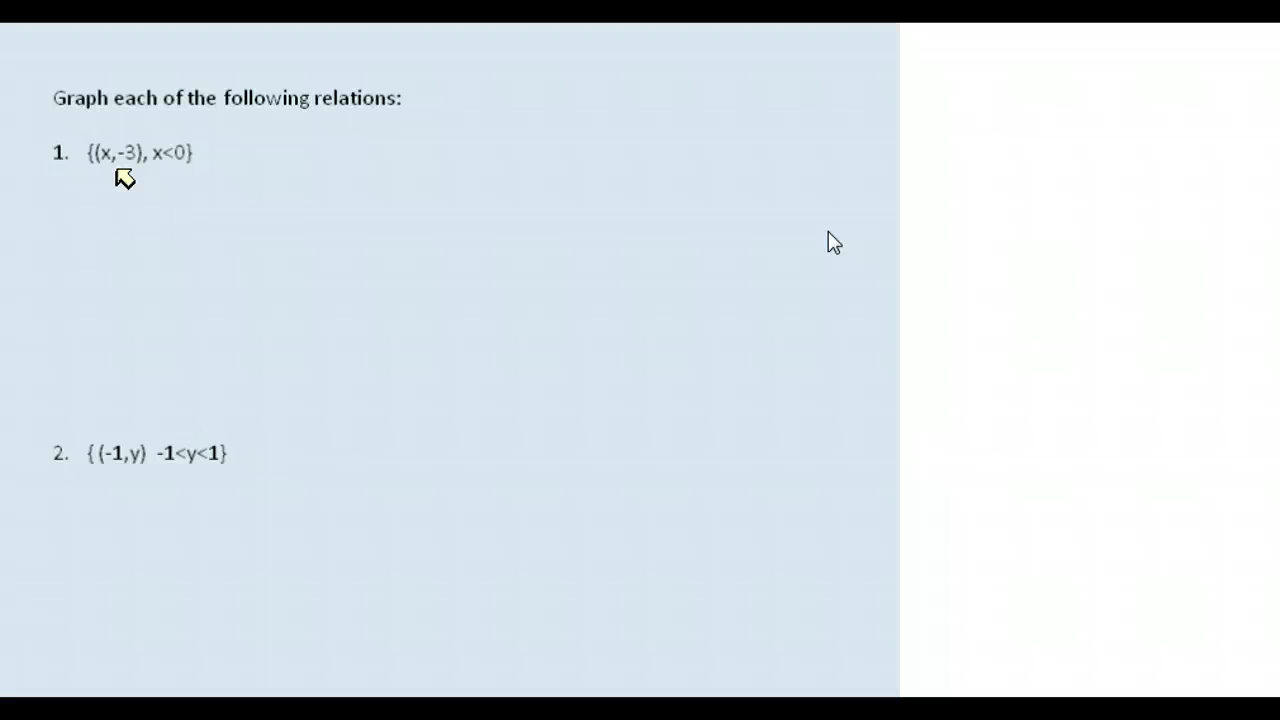 Graph each of the following relations:
1. {(x,-3), x<0}
2. { (-1,y) -1<y<1}